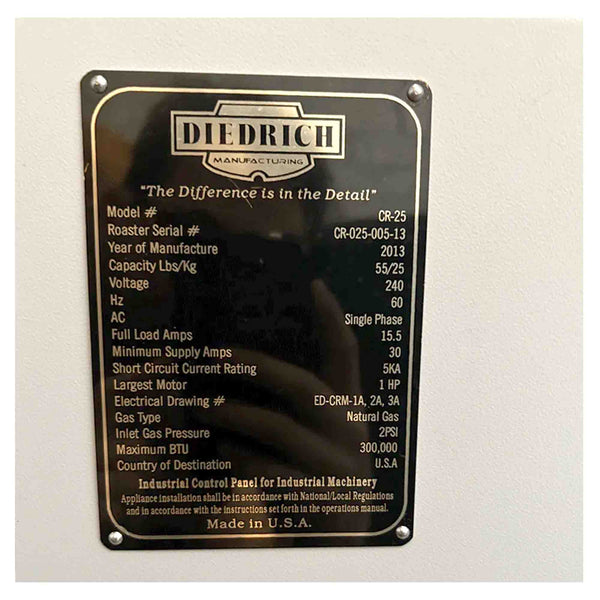 DIEDRICH
MANUFACTURING
"The Difference is in the Detail"
Model # CR-25
Roaster Serial # CR-025-005-13
Year of Manufacture 2013
Capacity Lbs/Kg 55/25
Voltage 240
Hz 60
AC Single Phase
Full Load Amps 15.5
Minimum Supply Amps 30
Short Circuit Current Rating 5KA
Largest Motor 1 HP
Electrical Drawing # ED-CRM-1A, 2A, 3A
Gas Type Natural Gas
Inlet Gas Pressure 2PSI
Maximum BTU 300,000
Country of Destination U.S.A
Industrial Control Panel for Industrial Machinery
Appliance installation shall be in accordance with National/Local Regulations
and in accordance with the instructions set forth in the operations manual.
Made in U.S.A.